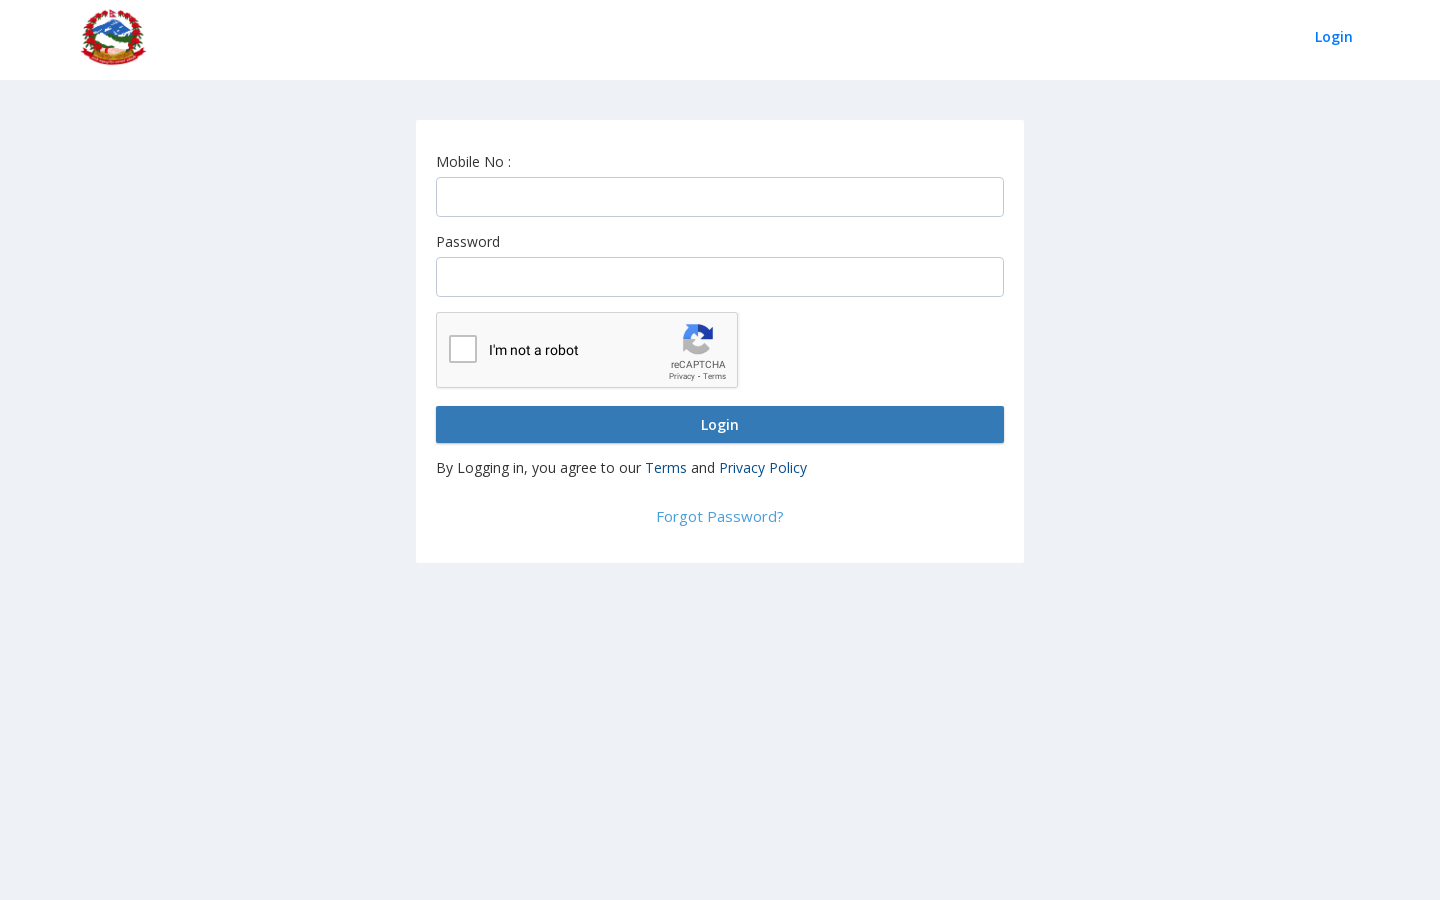 Login
Mobile No :
Password
I'm not a robot
reCAPTCHA
Privacy - Terms
Login
By Logging in, you agree to our Terms and Privacy Policy
Forgot Password?